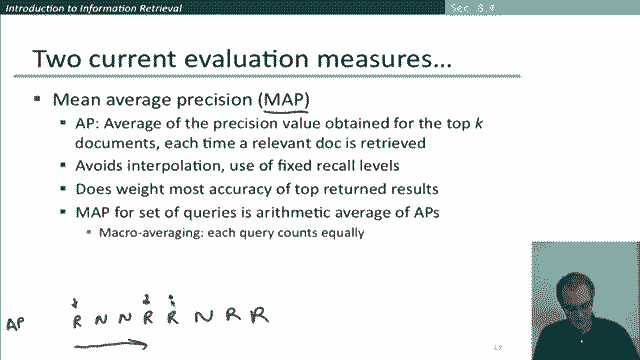 Introduction to Information Retrieval
Sec. 8.4
Two current evaluation measures…
Mean average precision (MAP)
AP: Average of the precision value obtained for the top k
documents, each time a relevant doc is retrieved
Avoids interpolation, use of fixed recall levels
Does weight most accuracy of top returned results
MAP for set of queries is arithmetic average of APs
Macro-averaging: each query counts equally
AP R N N R R N R R